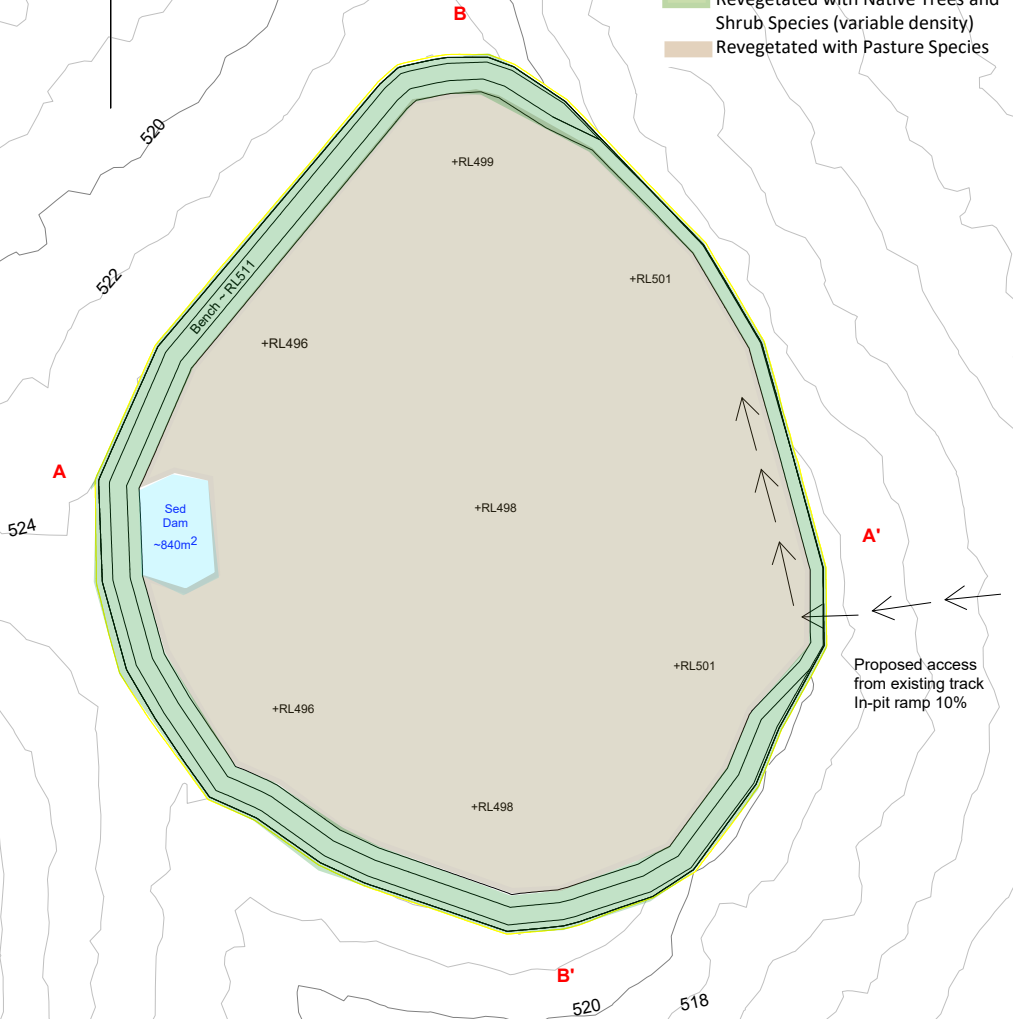 B
Revegetated with Native Trees and
Shrub Species (variable density)
Revegetated with Pasture Species
520
+RL499
522
Bench ~ RL511
+RL501
+RL496
A
524
Sed
Dam
~840m2
+RL498
A'
Proposed access
from existing track
In-pit ramp 10%
+RL501
+RL496
+RL498
B'
520
518